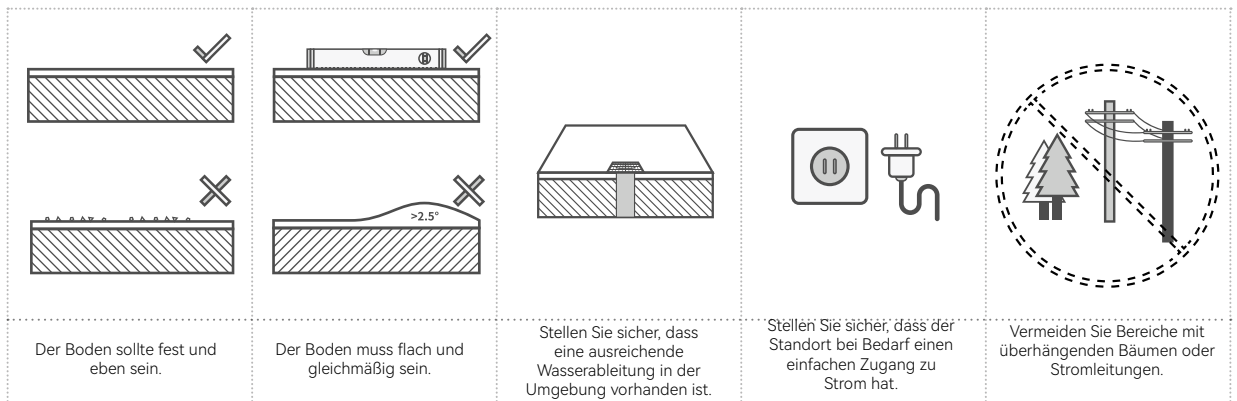 >2.5°
Der Boden sollte fest und
eben sein.
Der Boden muss flach und
gleichmäßig sein.
Stellen Sie sicher, dass
eine ausreichende
Wasserableitung in der
Umgebung vorhanden ist.
Stellen Sie sicher, dass der
Standort bei Bedarf einen
einfachen Zugang zu
Strom hat.
Vermeiden Sie Bereiche mit
überhängenden Bäumen oder
Stromleitungen.